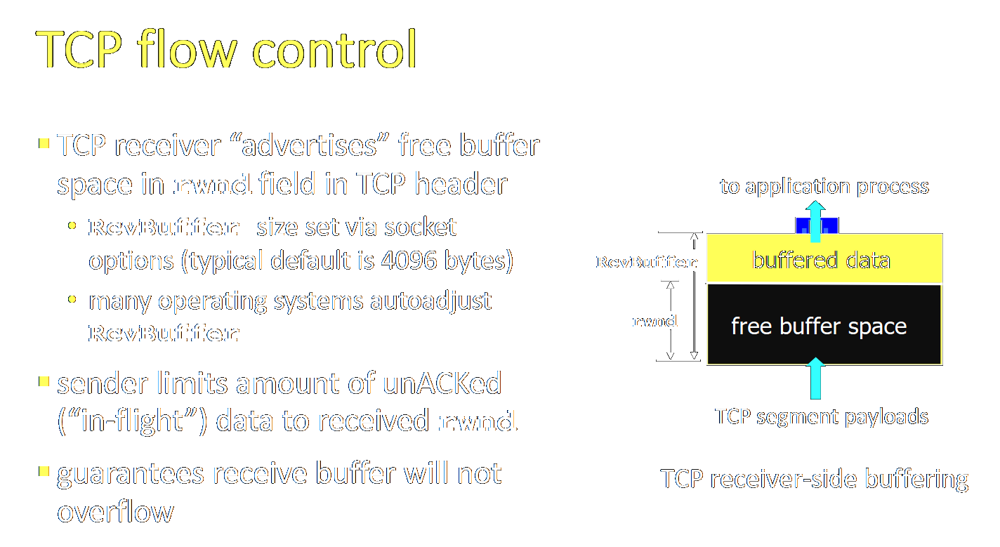 TCP flow control
TCP receiver “advertises” free buffer
space in rwnd field in TCP header
RcvBuffer size set via socket
options (typical default is 4096 bytes)
many operating systems autoadjust
RcvBuffer
sender limits amount of unACKed
(“in-flight”) data to received rwnd
guarantees receive buffer will not
overflow
to application process
RcvBuffer
buffered data
rwnd
free buffer space
TCP segment payloads
TCP receiver-side buffering